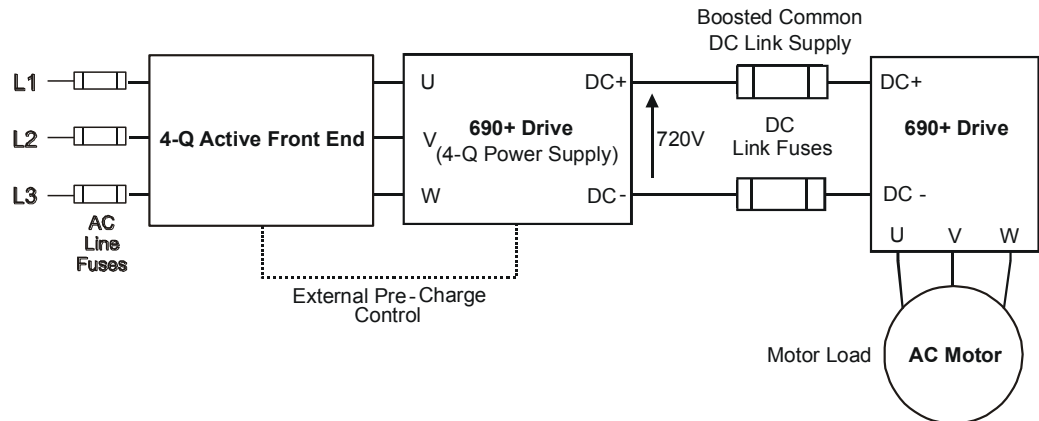 Boosted Common
DC Link Supply
L1
L2
L3
AC
Line
Fuses
4-Q Active Front End
U
V
W
690+ Drive
(4-Q Power Supply)
DC+
DC-
720V
DC
Link Fuses
DC+
690+ Drive
DC -
U V W
External Pre-Charge
Control
Motor Load
AC Motor